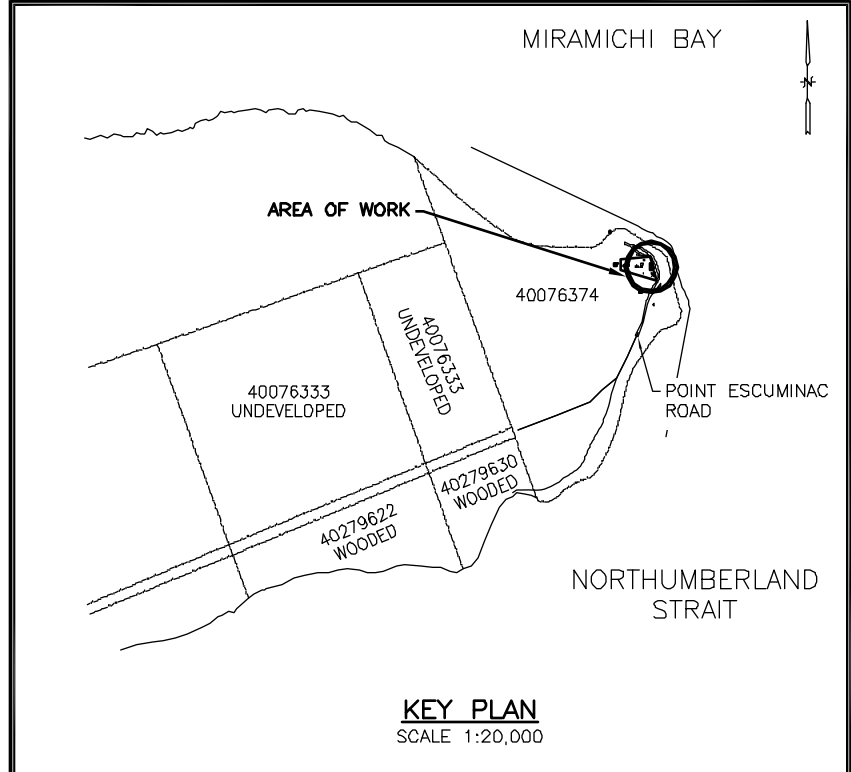 MIRAMICHI BAY
N
AREA OF WORK
40076374
40076333
UNDEVELOPED
40076333
UNDEVELOPED
POINT ESCUMINAC
ROAD
40279630
WOODED
40279622
WOODED
NORTHUMBERLAND
STRAIT
KEY PLAN
SCALE 1:20,000